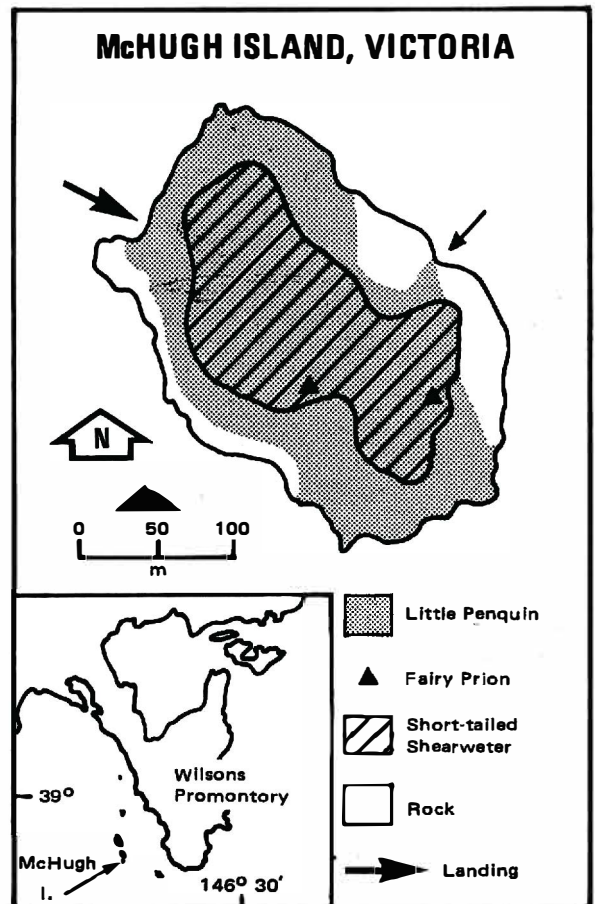 McHUGH ISLAND, VICTORIA
N
0 50 100
m
Little Penquin
Fairy Prion
Short-tailed
Shearweter
Rock
Landing
Wilsons
Promontory
39°
McHugh
I.
146° 30'